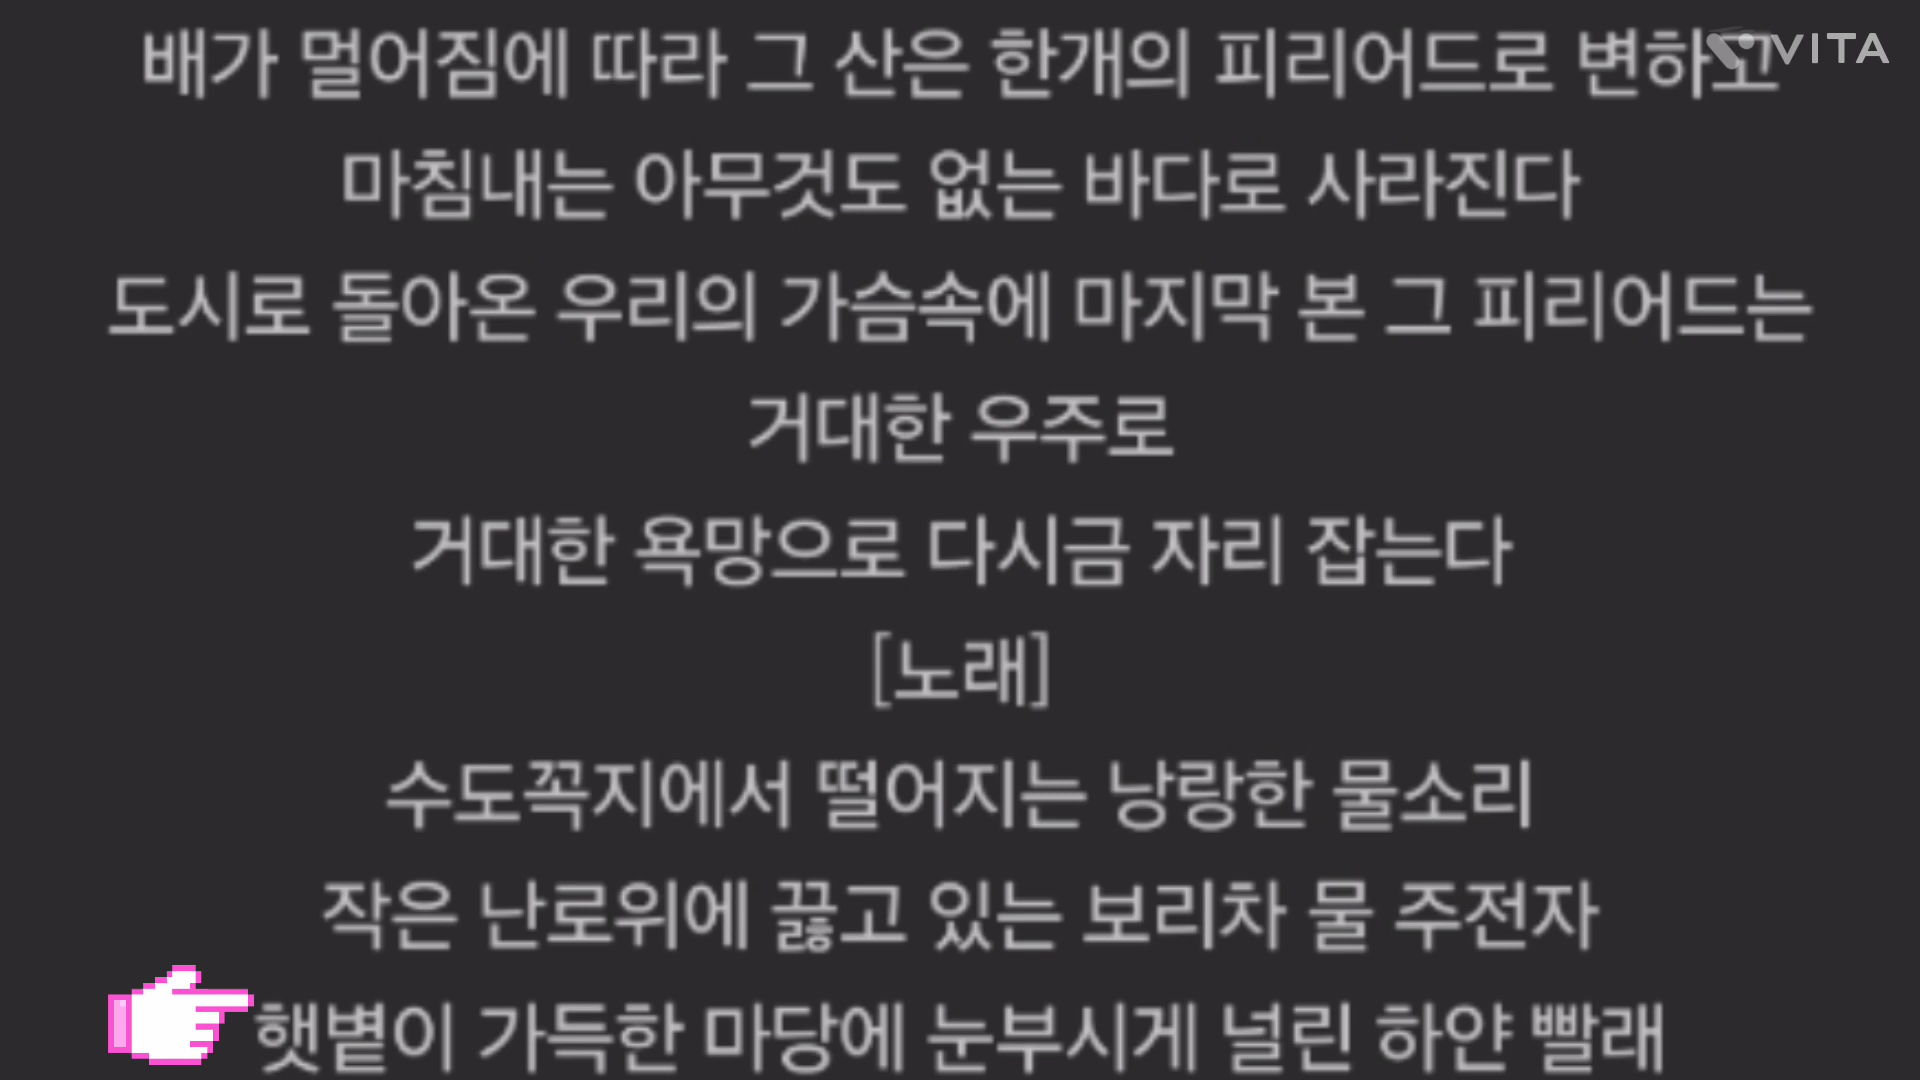 배가 멀어짐에 따라 그 산은 한개의 피리어드로 변하고
VITA
마침내는 아무것도 없는 바다로 사라진다
도시로 돌아온 우리의 가슴속에 마지막 본 그 피리어드는
거대한 우주로
거대한 욕망으로 다시금 자리 잡는다
[노래]
수도꼭지에서 떨어지는 낭랑한 물소리
작은 난로위에 끓고 있는 보리차 물 주전자
햇볕이 가득한 마당에 눈부시게 널린 하얀 빨래